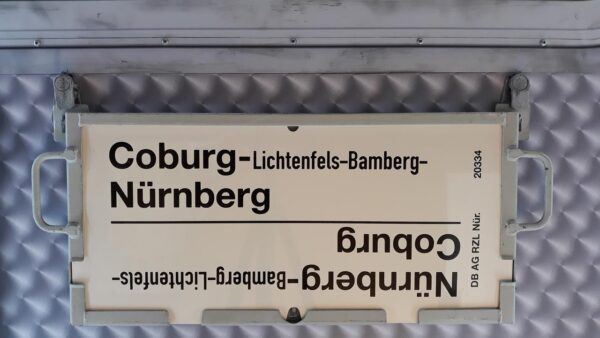 Coburg-Lichtenfels-Bamberg-
Nürnberg
Nürnberg-Bamberg-Lichtenfels-
Coburg
DB AG RZL Nür. 20334